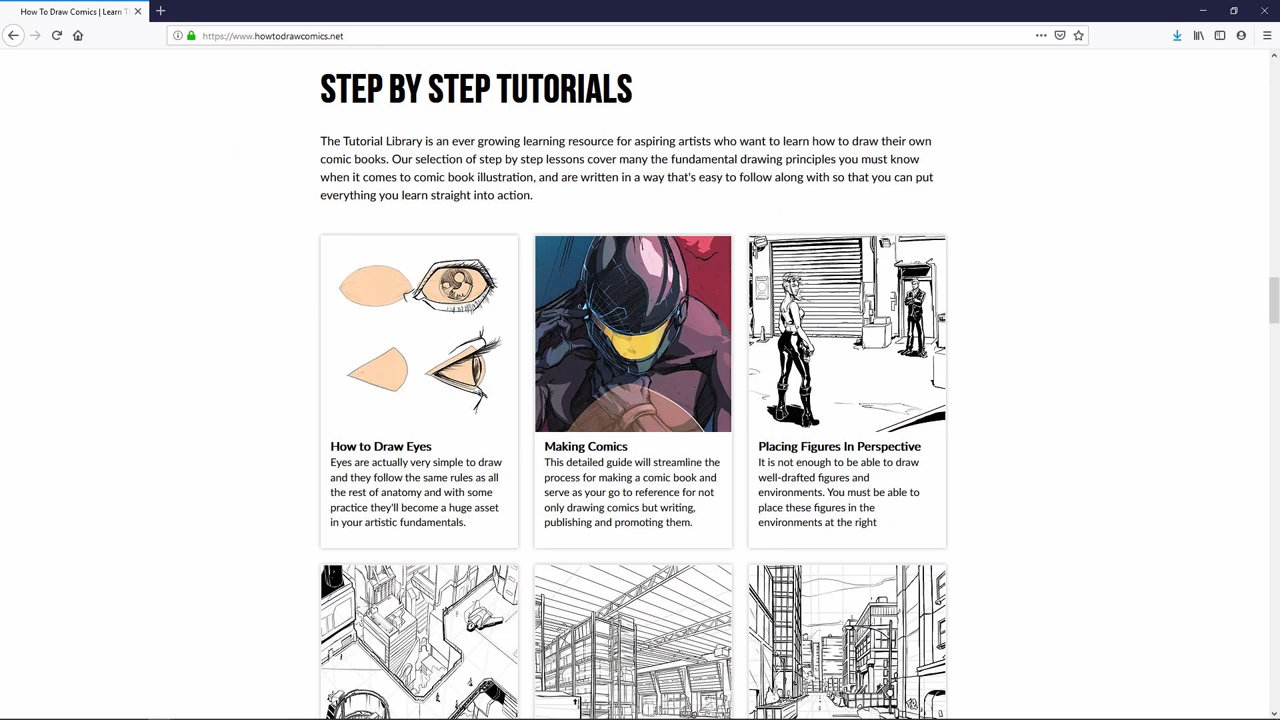 How To Draw Comics | Learn T
https://www.howtodrawcomics.net
STEP BY STEP TUTORIALS
The Tutorial Library is an ever growing learning resource for aspiring artists who want to learn how to draw their own
comic books. Our selection of step by step lessons cover many the fundamental drawing principles you must know
when it comes to comic book illustration, and are written in a way that's easy to follow along with so that you can put
everything you learn straight into action.
How to Draw Eyes
Eyes are actually very simple to draw
and they follow the same rules as all
the rest of anatomy and with some
practice they'll become a huge asset
in your artistic fundamentals.
Making Comics
This detailed guide will streamline the
process for making a comic book and
serve as your go to reference for not
only drawing comics but writing,
publishing and promoting them.
Placing Figures In Perspective
It is not enough to be able to draw
well-drafted figures and
environments. You must be able to
place these figures in the
environments at the right